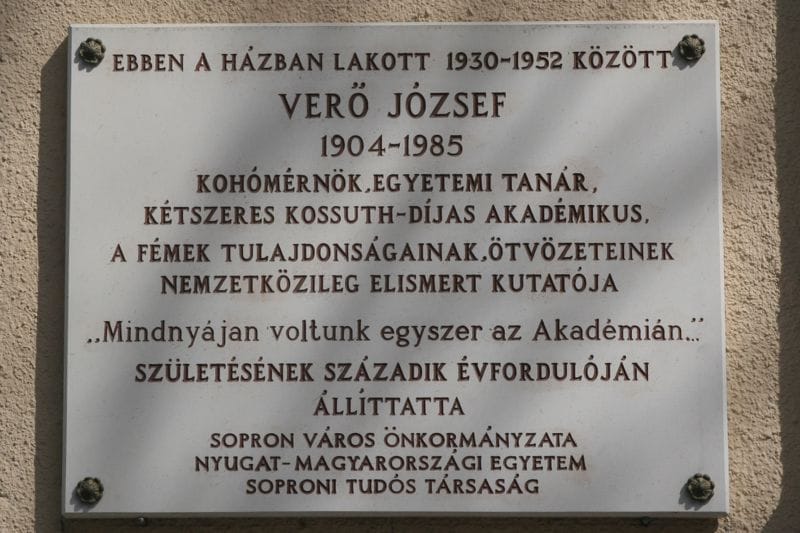 EBBEN A HÁZBAN LAKOTT 1930-1952 KÖZÖTT
VERŐ JÓZSEF
1904-1985
KOHÓMÉRNÖK, EGYETEMI TANÁR,
KÉTSZERES KOSSUTH-DÍJAS AKADÉMIKUS,
A FÉMEK TULAJDONSÁGAINAK, ÖTVÖZETEINEK
NEMZETKÖZILEG ELISMERT KUTATÓJA
„Mindnyájan voltunk egyszer az Akadémián..."
SZÜLETÉSÉNEK SZÁZADIK ÉVFORDULÓJÁN
ÁLLÍTTATTA
SOPRON VÁROS ÖNKORMÁNYZATA
NYUGAT-MAGYARORSZÁGI EGYETEM
SOPRONI TUDÓS TÁRSASÁG